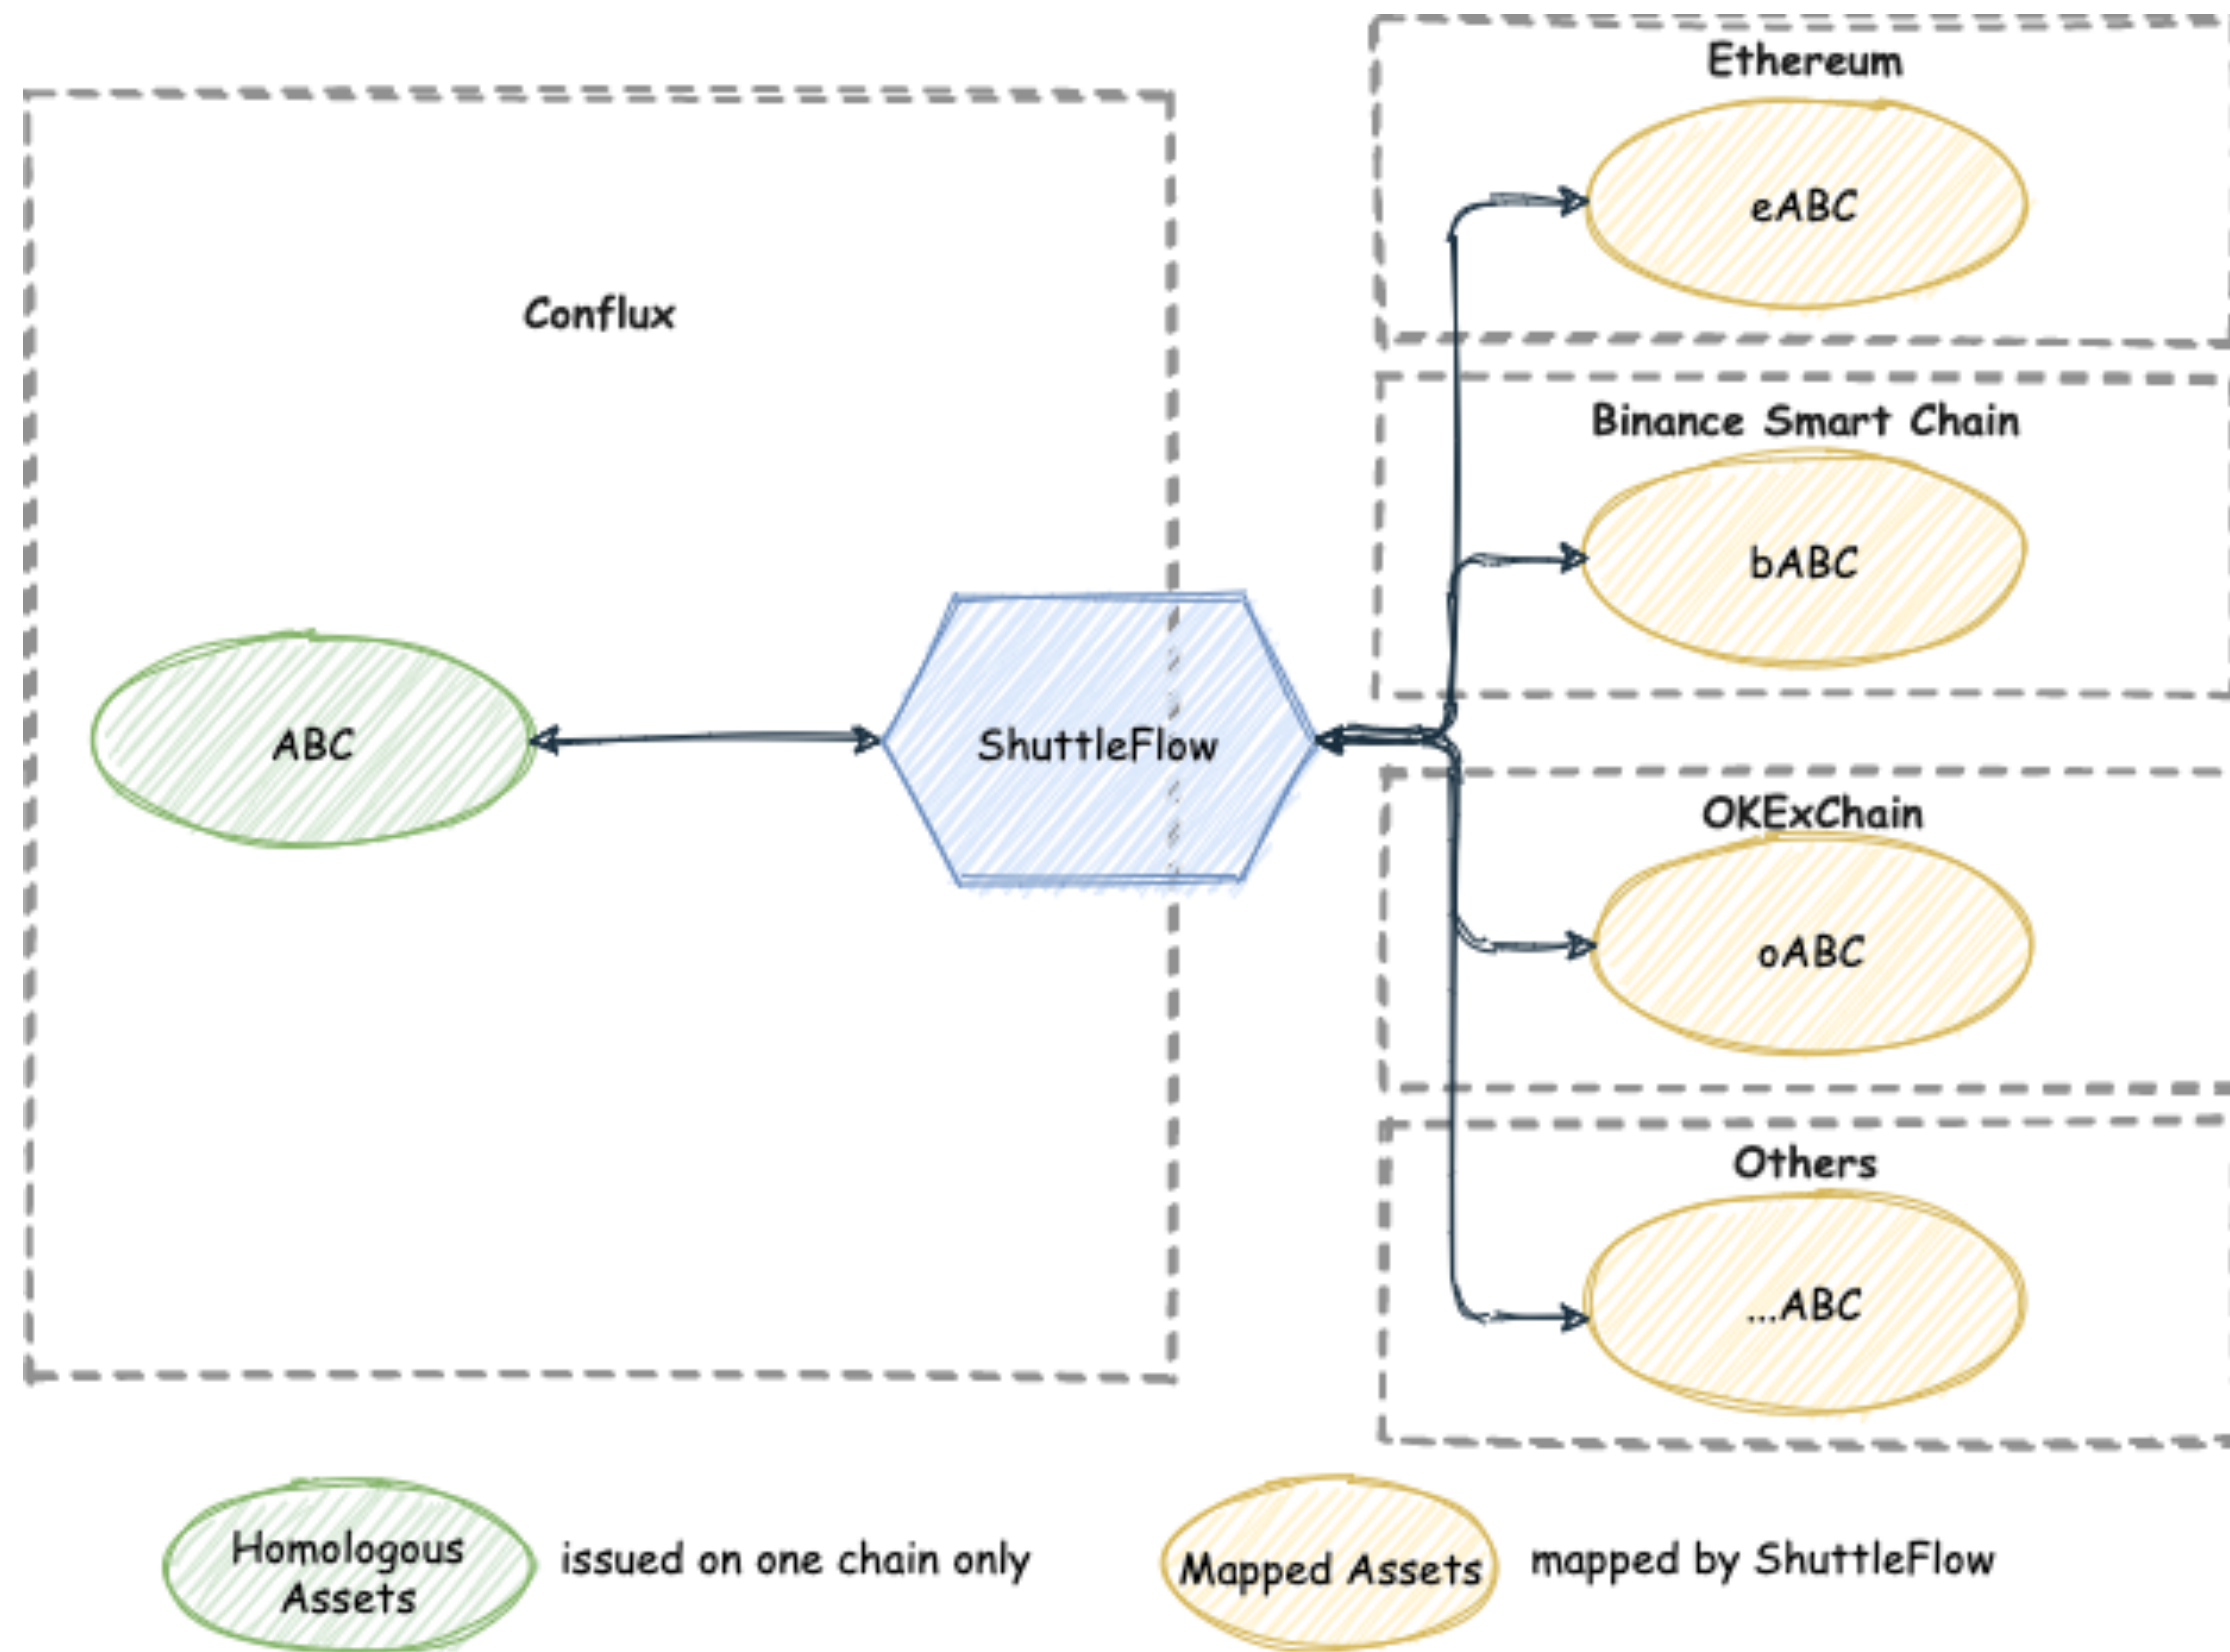 Ethereum
eABC
Conflux
Binance Smart Chain
bABC
ABC
ShuttleFlow
OKExChain
oABC
Others
...ABC
Homologous
Assets
issued on one chain only
Mapped Assets
mapped by ShuttleFlow